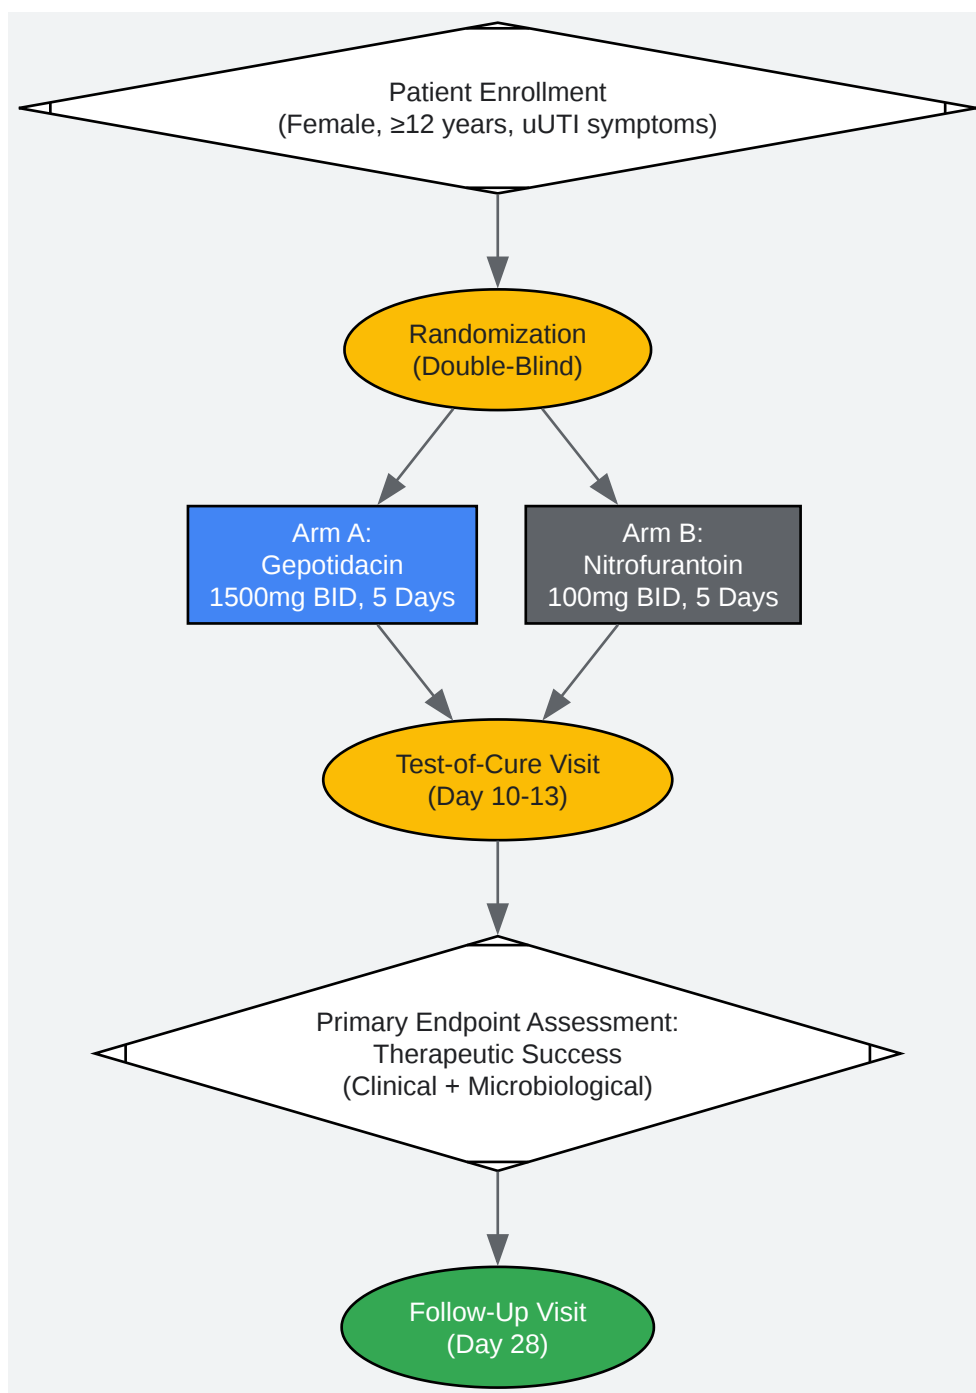 Patient Enrollment
(Female, ≥12 years, uUTI symptoms)
Randomization
(Double-Blind)
Arm A:
Gepotidacin
1500mg BID, 5 Days
Arm B:
Nitrofurantoin
100mg BID, 5 Days
Test-of-Cure Visit
(Day 10-13)
Primary Endpoint Assessment:
Therapeutic Success
(Clinical + Microbiological)
Follow-Up Visit
(Day 28)